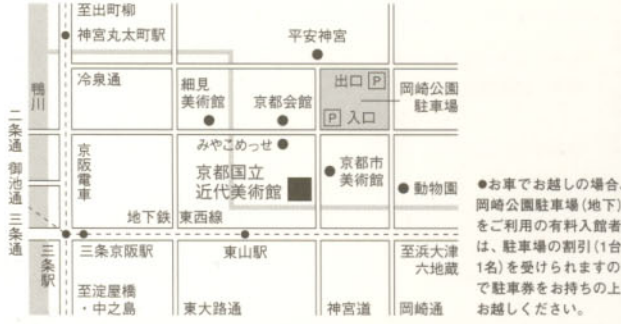 至出町柳
神宮丸太町駅
平安神宮
鴨川
冷泉通
細見
美術館
京都会館
出口 P
P 入口
岡崎公園
駐車場
みやこめっせ
二条通
御池通
三条通
京阪電車
京都国立
近代美術館
京都市
美術館
動物園
地下鉄 東西線
三条駅
三条京阪駅
東山駅
至浜大津
六地蔵
至淀屋橋
・中之島
東大路通
神宮道
岡崎通
●お車でお越しの場合、
岡崎公園駐車場(地下)
をご利用の有料入館者
は、駐車場の割引(1台
1名)を受けられますの
で駐車券をお持ちの上
お越しください。